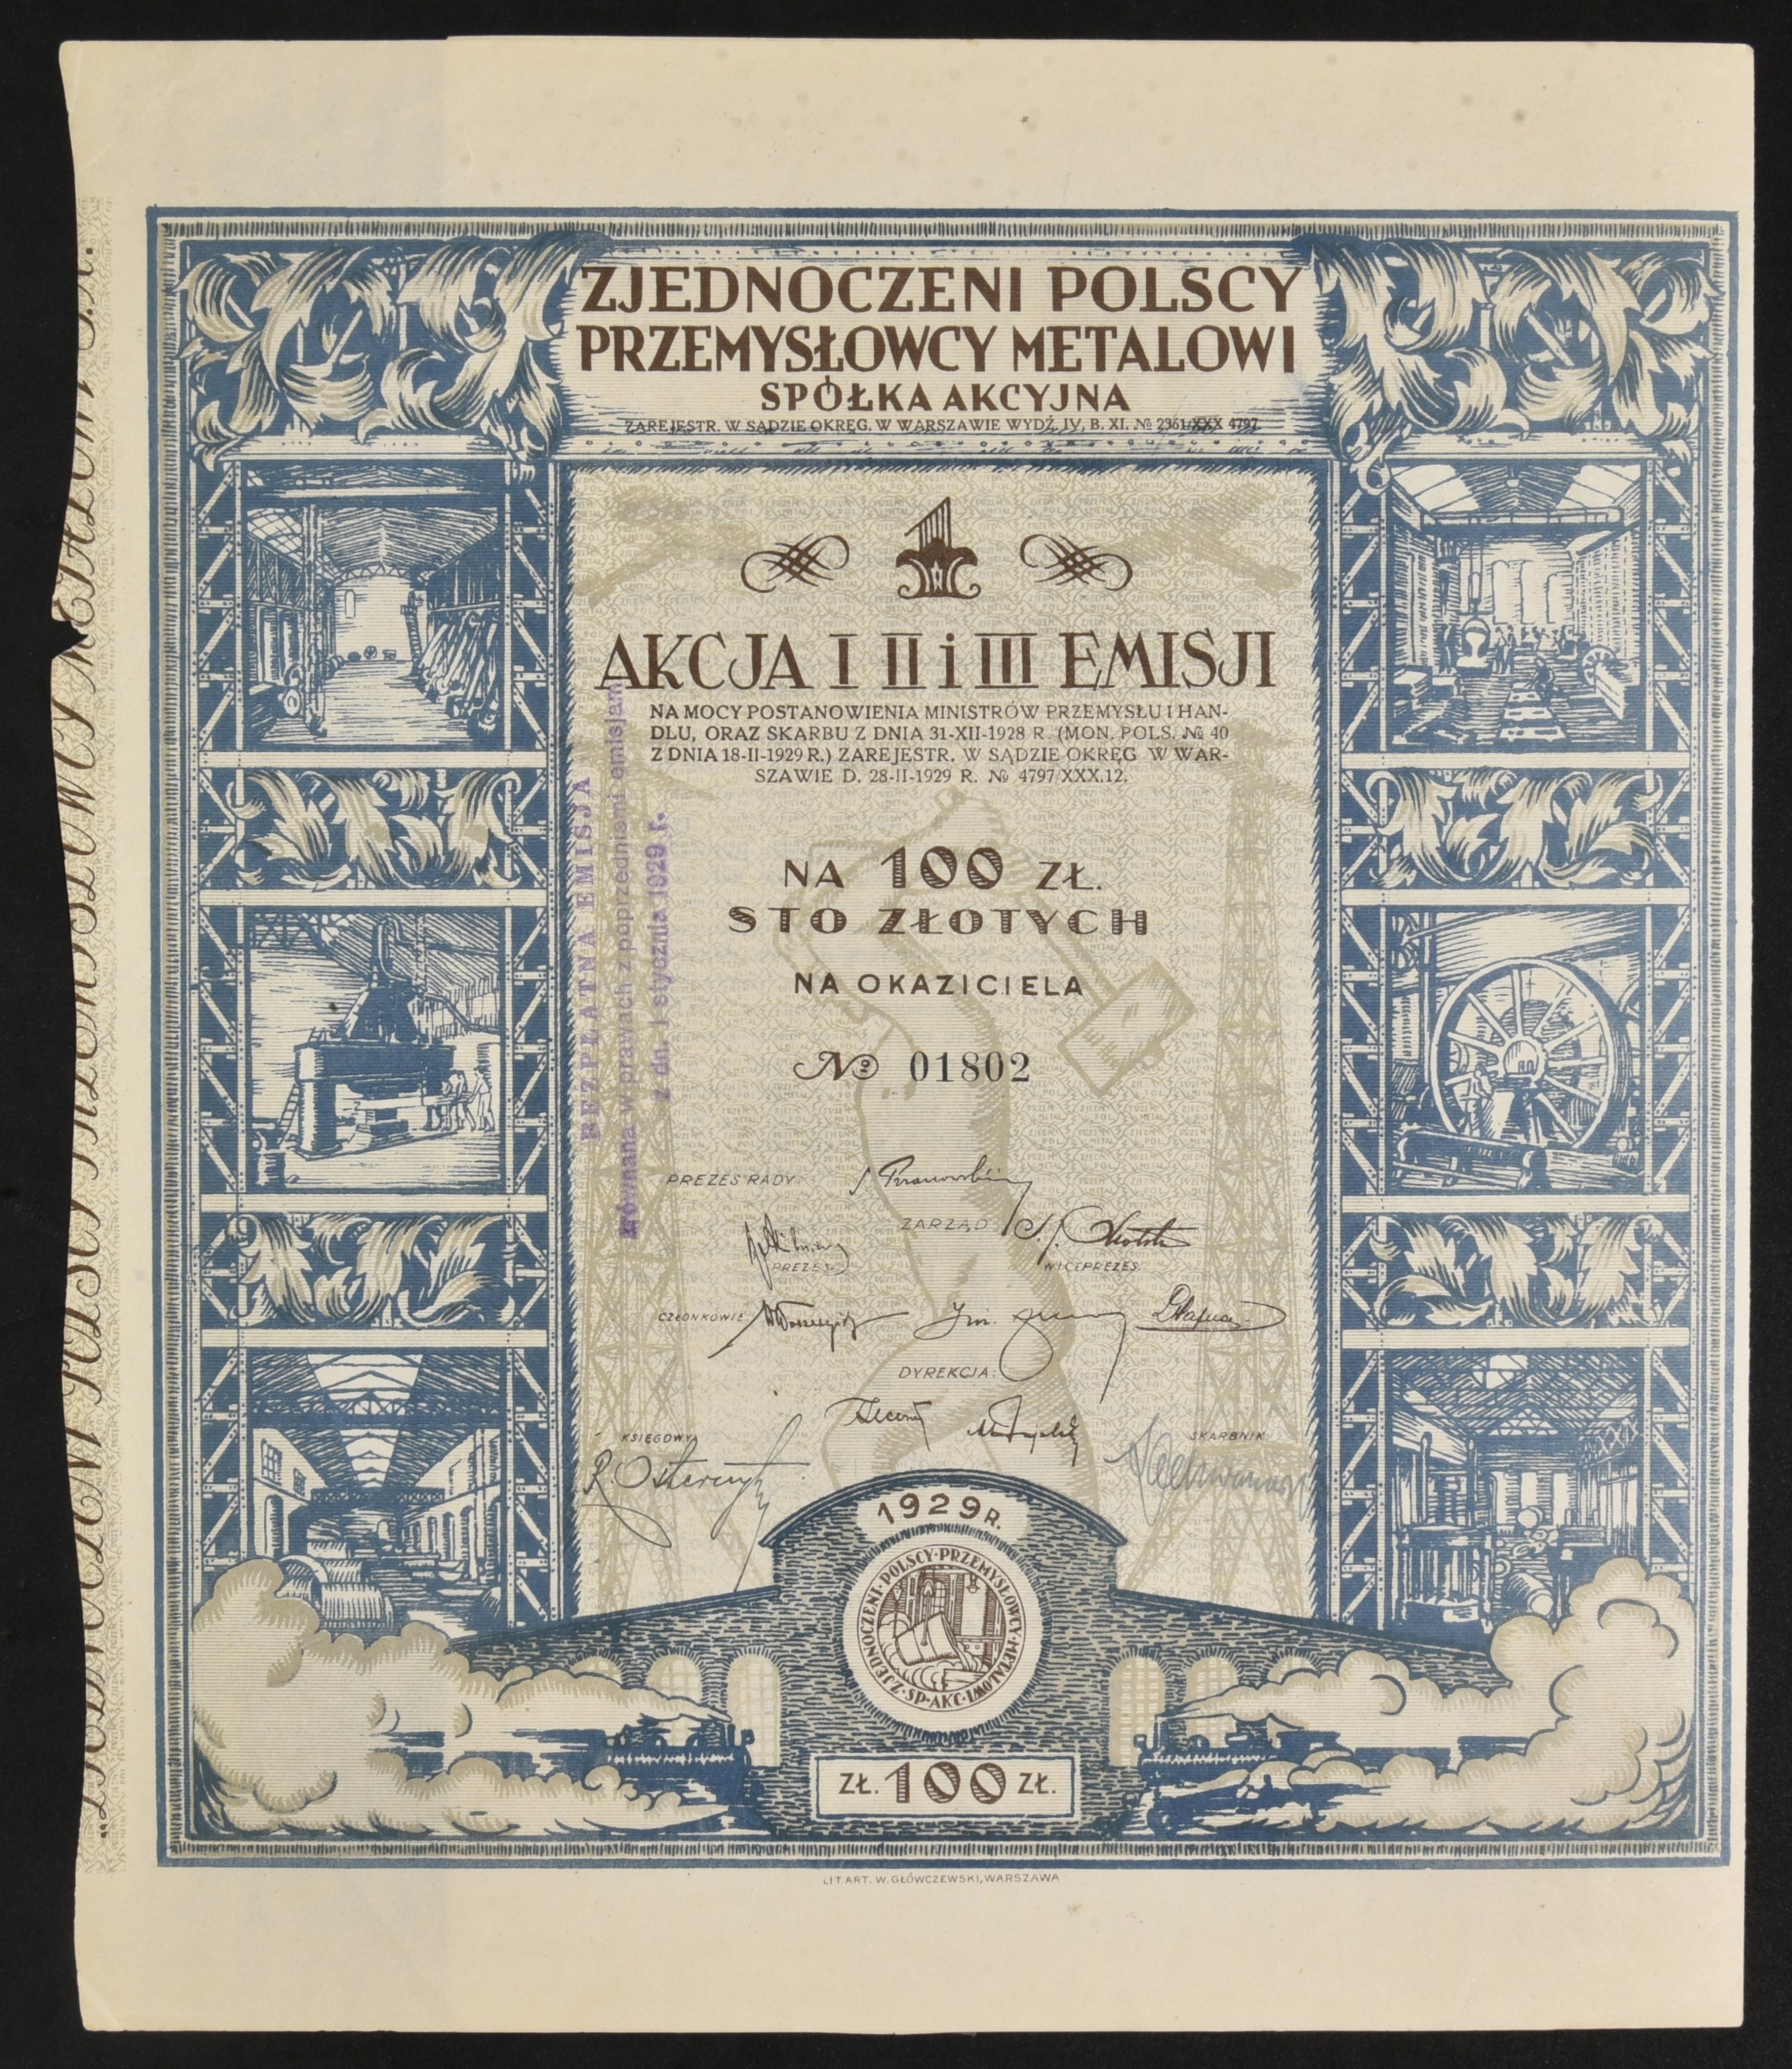 ZJEDNOCZENI POLSCY
PRZEMYSŁOWCY METALOWI
SPÓŁKA AKCYJNA
ZAREJESTR. W SĄDZIE OKRĘG. W WARSZAWIE WYDŹ. IV, B. XI. № 2361/XXX 4797
1
AKCJA I II i III EMISJI
NA MOCY POSTANOWIENIA MINISTRÓW PRZEMYSŁU I HAN-
DLU, ORAZ SKARBU Z DNIA 31-XII-1928 R. (MON. POLS. № 40
Z DNIA 18-II-1929 R.) ZAREJESTR. W SĄDZIE OKRĘG W WAR-
SZAWIE D. 28-II-1929 R. № 4797/XXX.12.
NA 100 ZŁ.
STO ZŁOTYCH
NA OKAZICIELA
№ 01802
PREZES RADY:
ZARZĄD
PREZES
WICEPREZES
CZŁONKOWIE
DYREKCJA:
KSIĘGOWY
SKARBNIK
1929 R.
ZJEDNOCZENI·POLSCY·PRZEMYSŁOWCY·METALOWI·SP·AKC·
ZŁ. 100 ZŁ.
LIT. ART. W. GŁÓWCZEWSKI, WARSZAWA
BEZPŁATNA EMISJA
zrównana w prawach z poprzedniemi emisjami
z dn. 1 stycznia 1929 r.